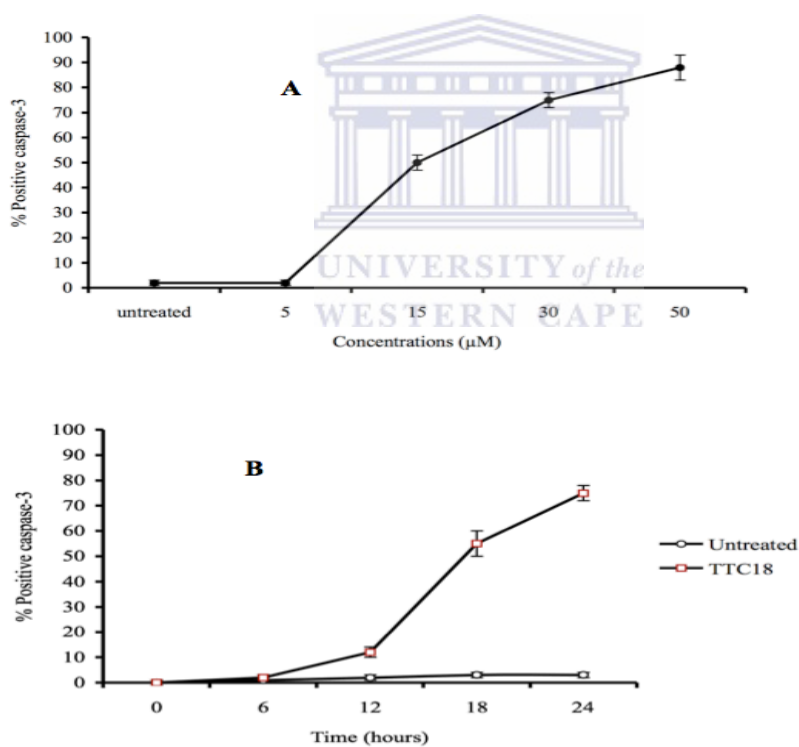 100
90
80
70
60
50
40
30
20
10
0
% Positive caspase-3
A
UNIVERSITY of the
WESTERN CAPE
untreated 5 15 30 50
Concentrations (µM)
100
90
80
70
60
50
40
30
20
10
0
% Positive caspase-3
B
Untreated
TTC18
0 6 12 18 24
Time (hours)